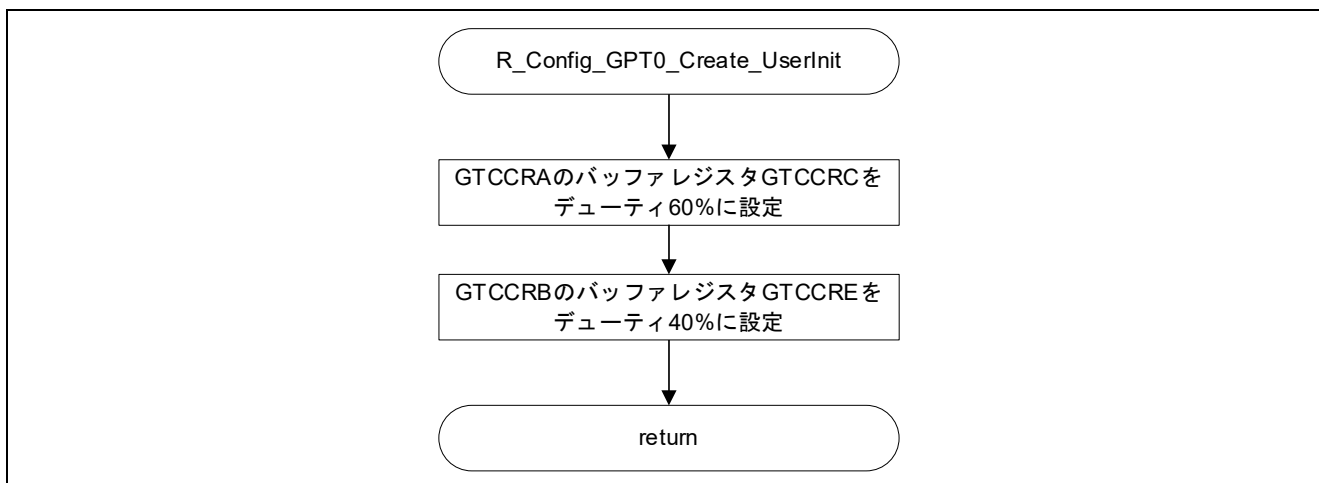 R_Config_GPT0_Create_UserInit
GTCCRAのバッファレジスタGTCCRCを
デューティ60%に設定
GTCCRBのバッファレジスタGTCCREを
デューティ40%に設定
return